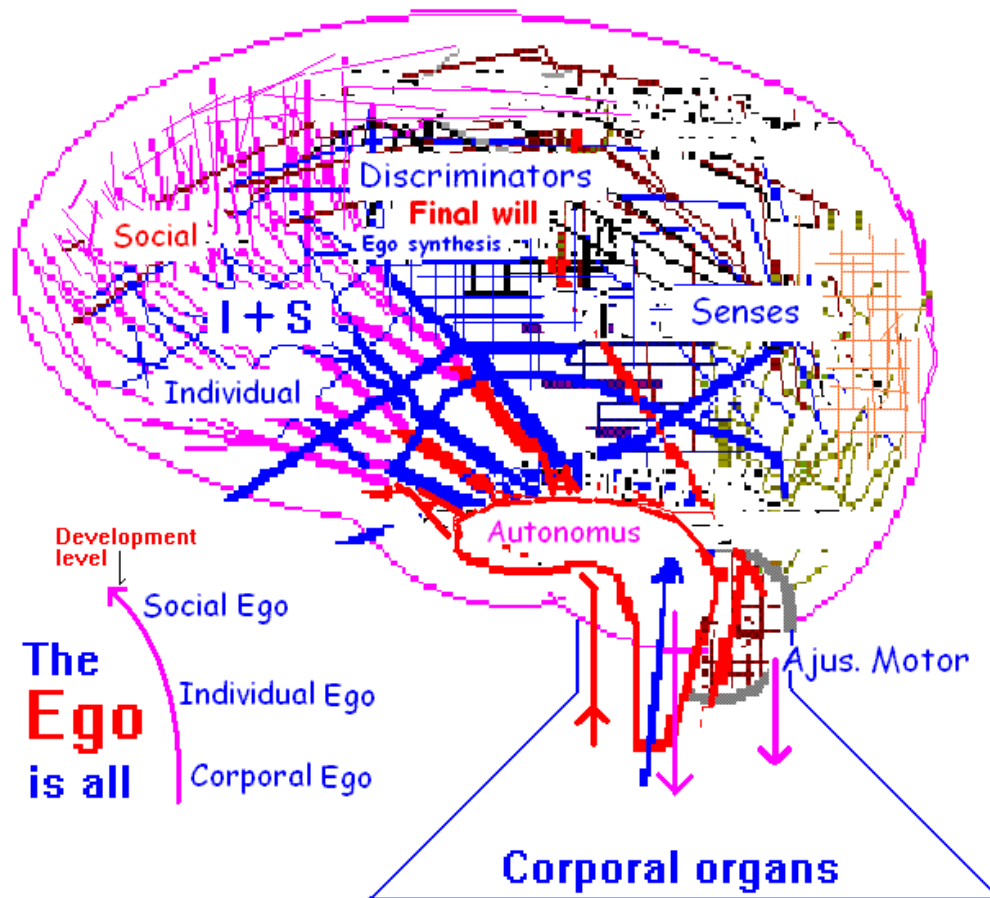 Discriminators
Final will
Social
Ego synthesis
I + S
Senses
Individual
Autonomus
Development
level
Social Ego
The
Ego
is all
Individual Ego
Corporal Ego
Ajus. Motor
Corporal organs